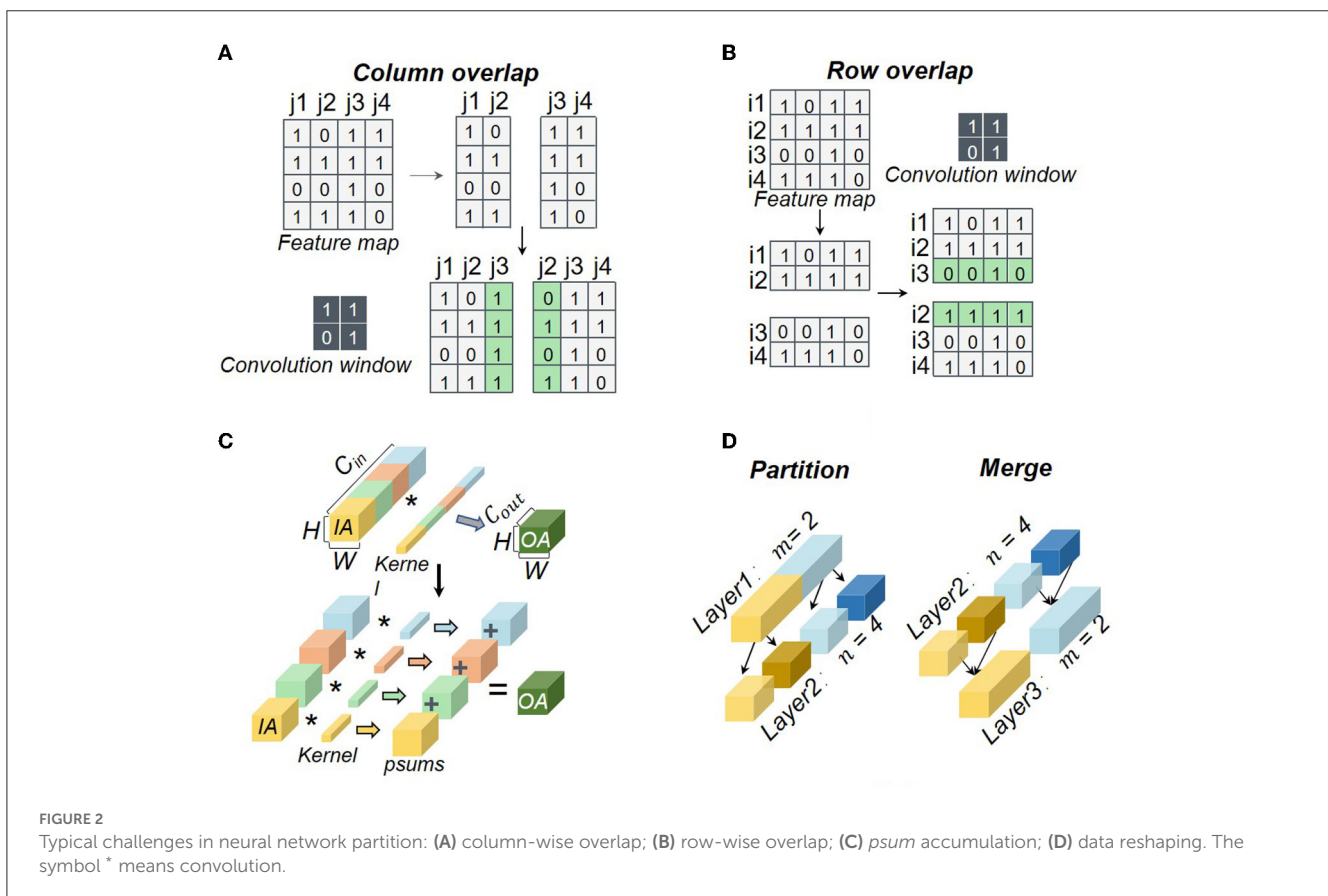 A
Column overlap
j1 j2 j3 j4
1 0 1 1
1 1 1 1
0 0 1 0
1 1 1 0
Feature map
j1 j2
1 0
1 1
0 0
1 1
j3 j4
1 1
1 1
1 0
1 0
1 1
0 1
Convolution window
j1 j2 j3
1 0 1
1 1 1
0 0 1
1 1 1
j2 j3 j4
0 1 1
1 1 1
0 1 0
1 1 0
B
Row overlap
i1 1 0 1 1
i2 1 1 1 1
i3 0 0 1 0
i4 1 1 1 0
Feature map
1 1
0 1
Convolution window
i1 1 0 1 1
i2 1 1 1 1
i3 0 0 1 0
i4 1 1 1 0
i1 1 0 1 1
i2 1 1 1 1
i3 0 0 1 0
i2 1 1 1 1
i3 0 0 1 0
i4 1 1 1 0
C
Cin
H
IA
W
*
Kerne
l
Cout
H
OA
W
*
+
*
+
*
+
= OA
IA
*
Kernel
psums
D
Partition
Layer1: m = 2
Layer2: n = 4
Merge
Layer2: n = 4
Layer3: m = 2
FIGURE 2
Typical challenges in neural network partition: (A) column-wise overlap; (B) row-wise overlap; (C) psum accumulation; (D) data reshaping. The
symbol * means convolution.